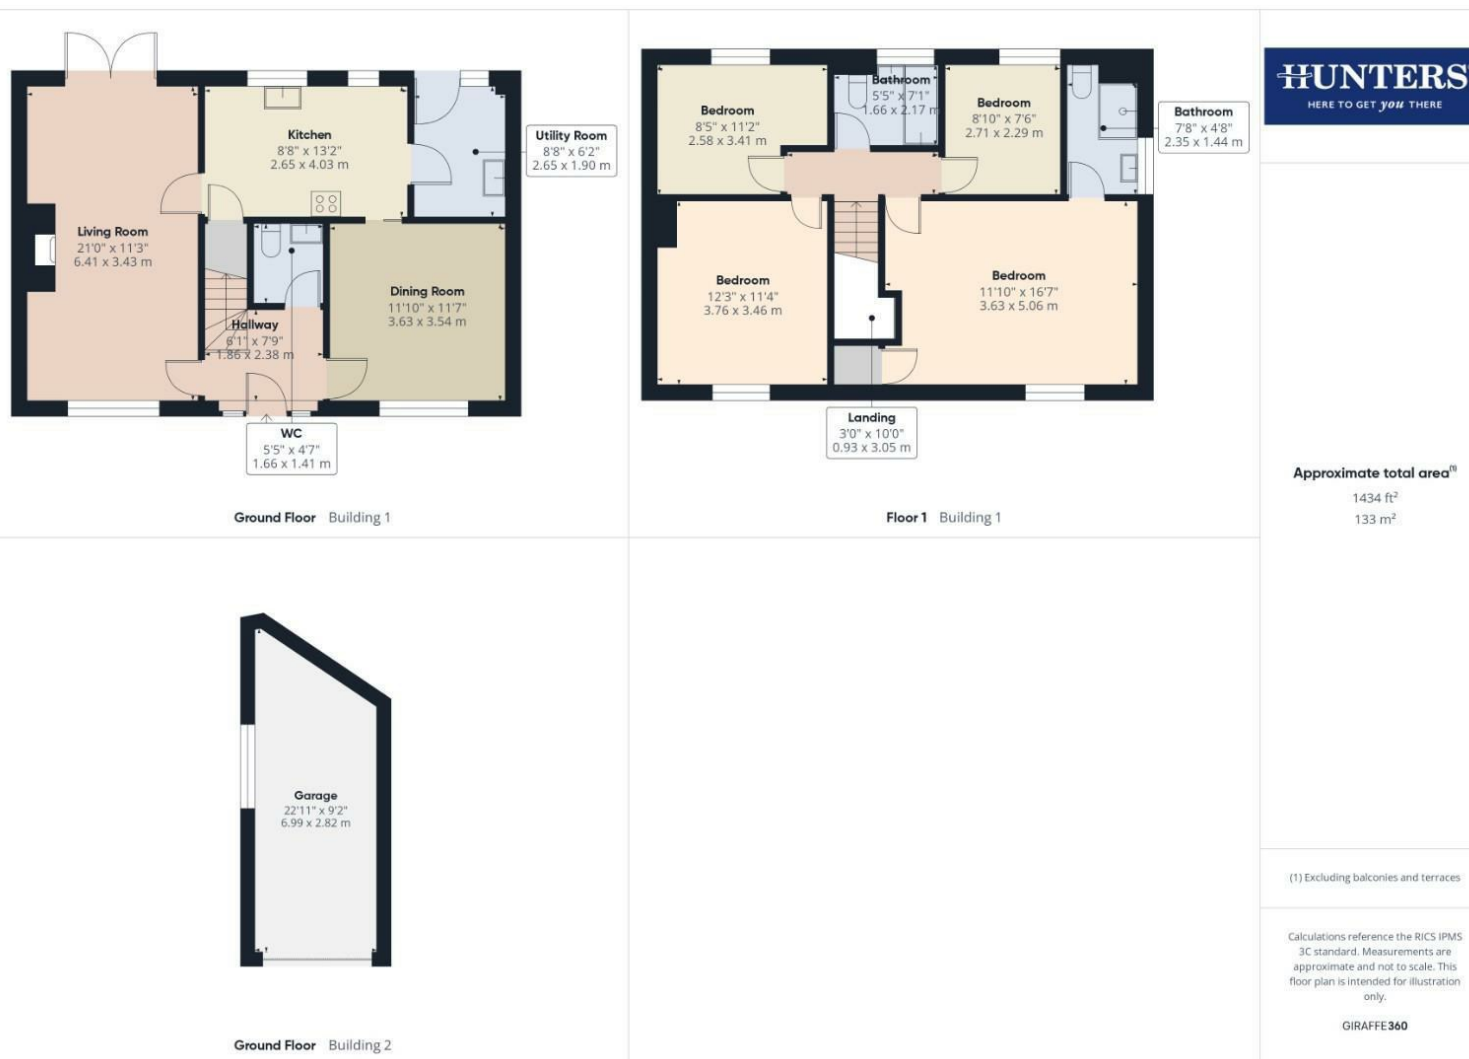 Living Room
21'0" x 11'3"
6.41 x 3.43 m
Kitchen
8'8" x 13'2"
2.65 x 4.03 m
Utility Room
8'8" x 6'2"
2.65 x 1.90 m
Dining Room
11'10" x 11'7"
3.63 x 3.54 m
Hallway
6'1" x 7'9"
1.86 x 2.38 m
WC
5'5" x 4'7"
1.66 x 1.41 m
Ground Floor Building 1
Bedroom
8'5" x 11'2"
2.58 x 3.41 m
Bathroom
5'5" x 7'1"
1.66 x 2.17 m
Bedroom
8'10" x 7'6"
2.71 x 2.29 m
Bathroom
7'8" x 4'8"
2.35 x 1.44 m
Bedroom
12'3" x 11'4"
3.76 x 3.46 m
Bedroom
11'10" x 16'7"
3.63 x 5.06 m
Landing
3'0" x 10'0"
0.93 x 3.05 m
Floor 1 Building 1
Garage
22'11" x 9'2"
6.99 x 2.82 m
Ground Floor Building 2
HUNTERS
HERE TO GET you THERE
Approximate total area(1)
1434 ft²
133 m²
(1) Excluding balconies and terraces
Calculations reference the RICS IPMS
3C standard. Measurements are
approximate and not to scale. This
floor plan is intended for illustration
only.
GIRAFFE360